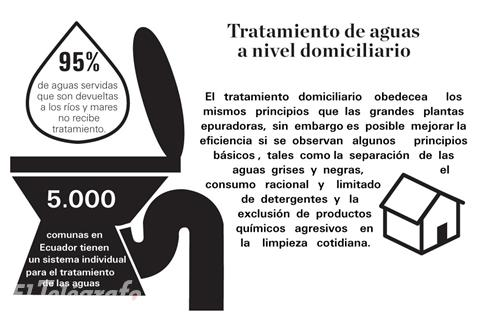 95%
de aguas servidas
que son devueltas
a los ríos y mares
no recibe
tratamiento.
5.000
comunas en
Ecuador tienen
un sistema individual
para el tratamiento
de las aguas
El Telégrafo
Tratamiento de aguas
a nivel domiciliario
El tratamiento domiciliario obedecea los
mismos principios que las grandes plantas
epuradoras, sin embargo es posible mejorar la
eficiencia si se observan algunos principios
básicos , tales como la separación de las
aguas grises y negras, el
consumo racional y limitado
de detergentes y la
exclusión de productos
químicos agresivos en
la limpieza cotidiana.